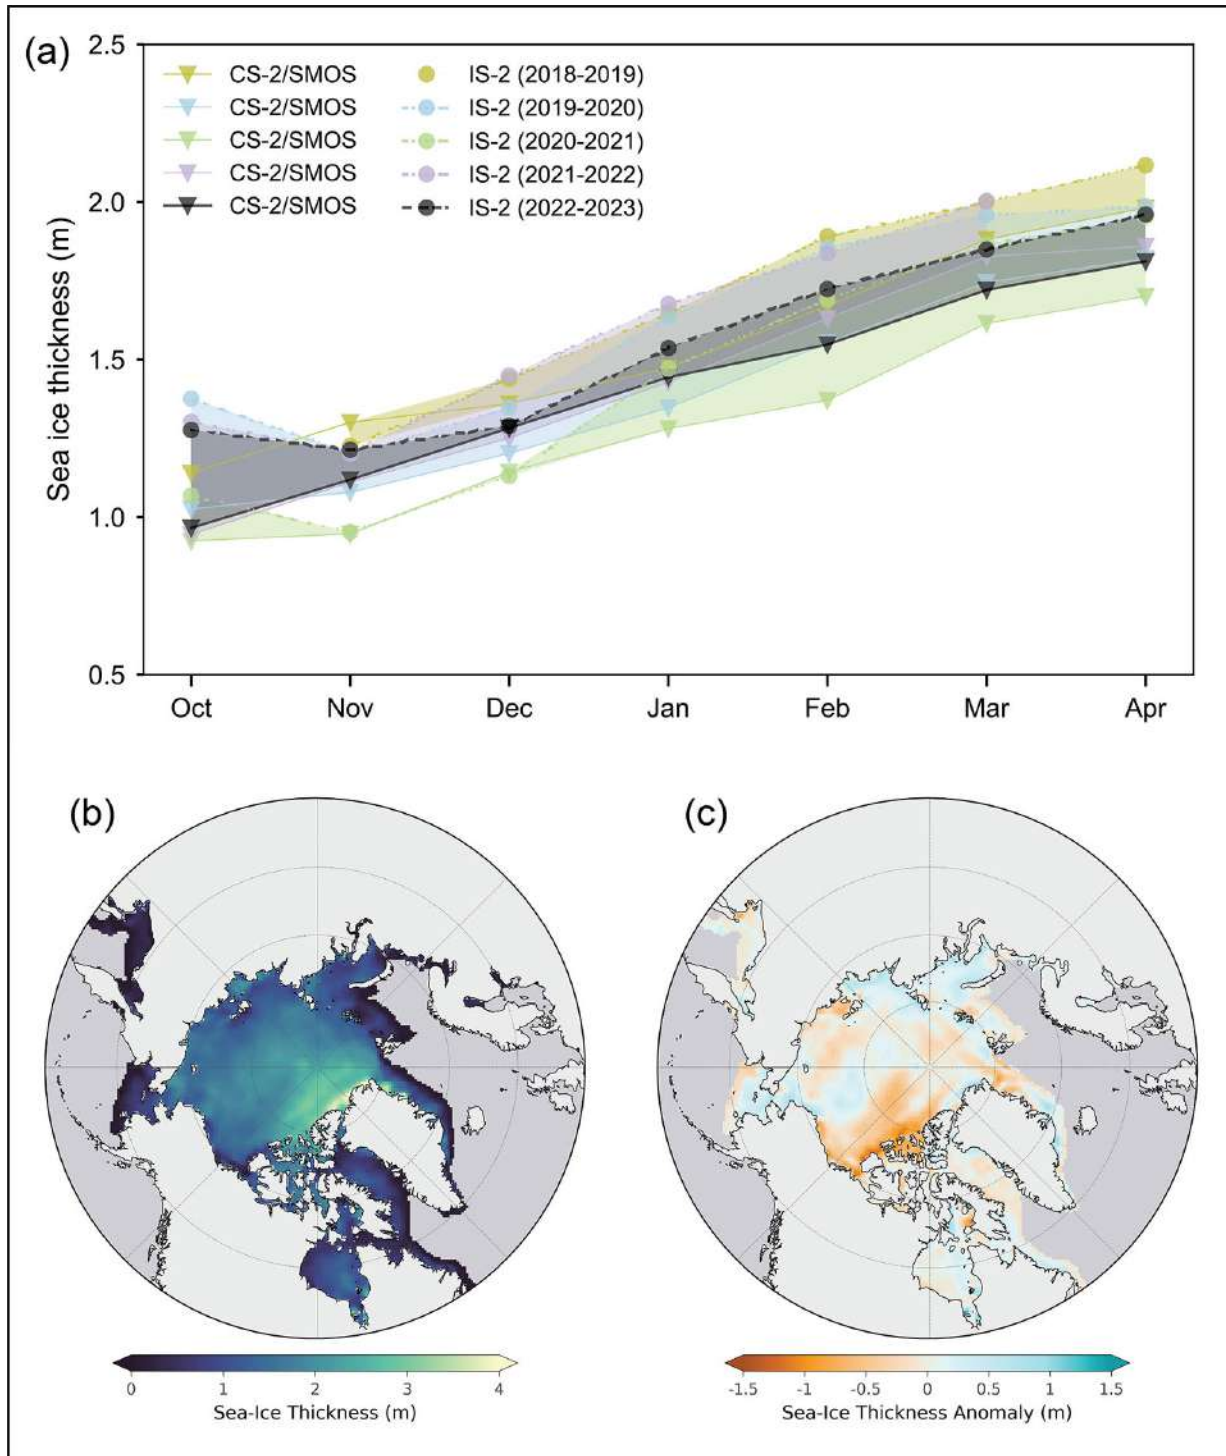 (a)
2.5
2.0
1.5
1.0
0.5
Sea ice thickness (m)
CS-2/SMOS IS-2 (2018-2019)
CS-2/SMOS IS-2 (2019-2020)
CS-2/SMOS IS-2 (2020-2021)
CS-2/SMOS IS-2 (2021-2022)
CS-2/SMOS IS-2 (2022-2023)
Oct Nov Dec Jan Feb Mar Apr
(b)
0 1 2 3 4
Sea-Ice Thickness (m)
(c)
-1.5 -1 -0.5 0 0.5 1 1.5
Sea-Ice Thickness Anomaly (m)